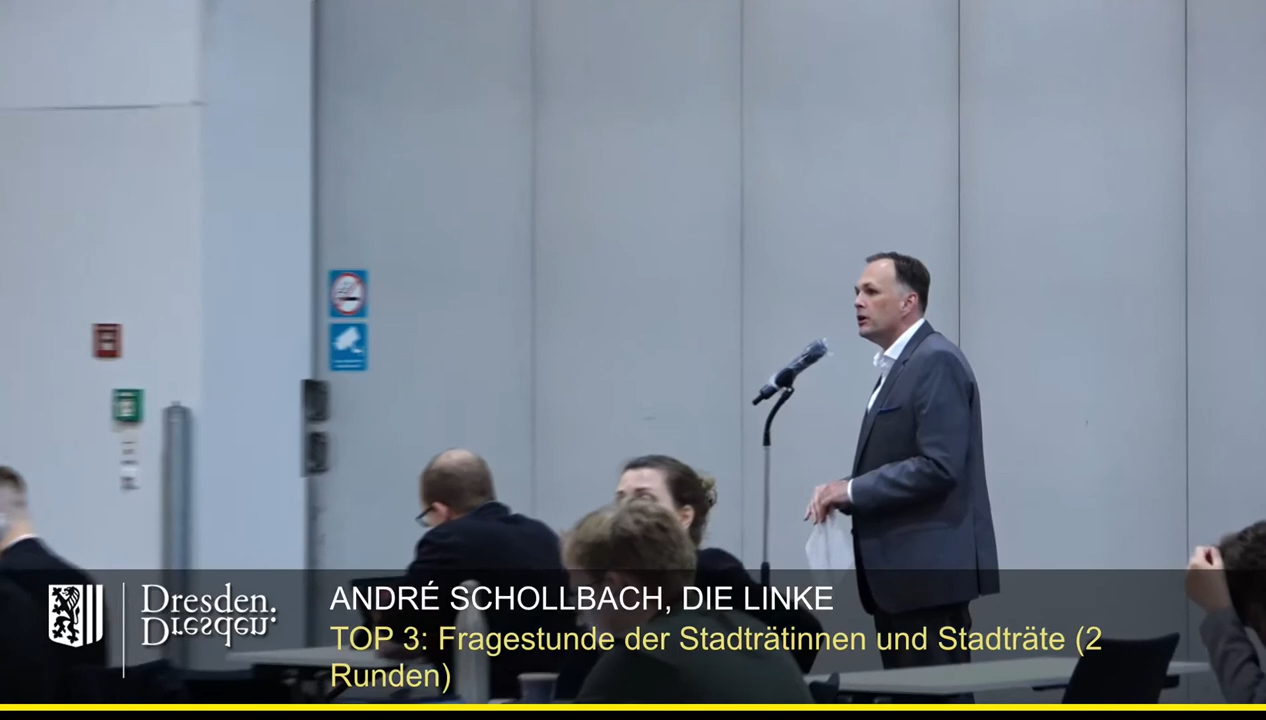 Dresden.
Dresden.
ANDRÉ SCHOLLBACH, DIE LINKE
TOP 3: Fragestunde der Stadträtinnen und Stadträte (2
Runden)